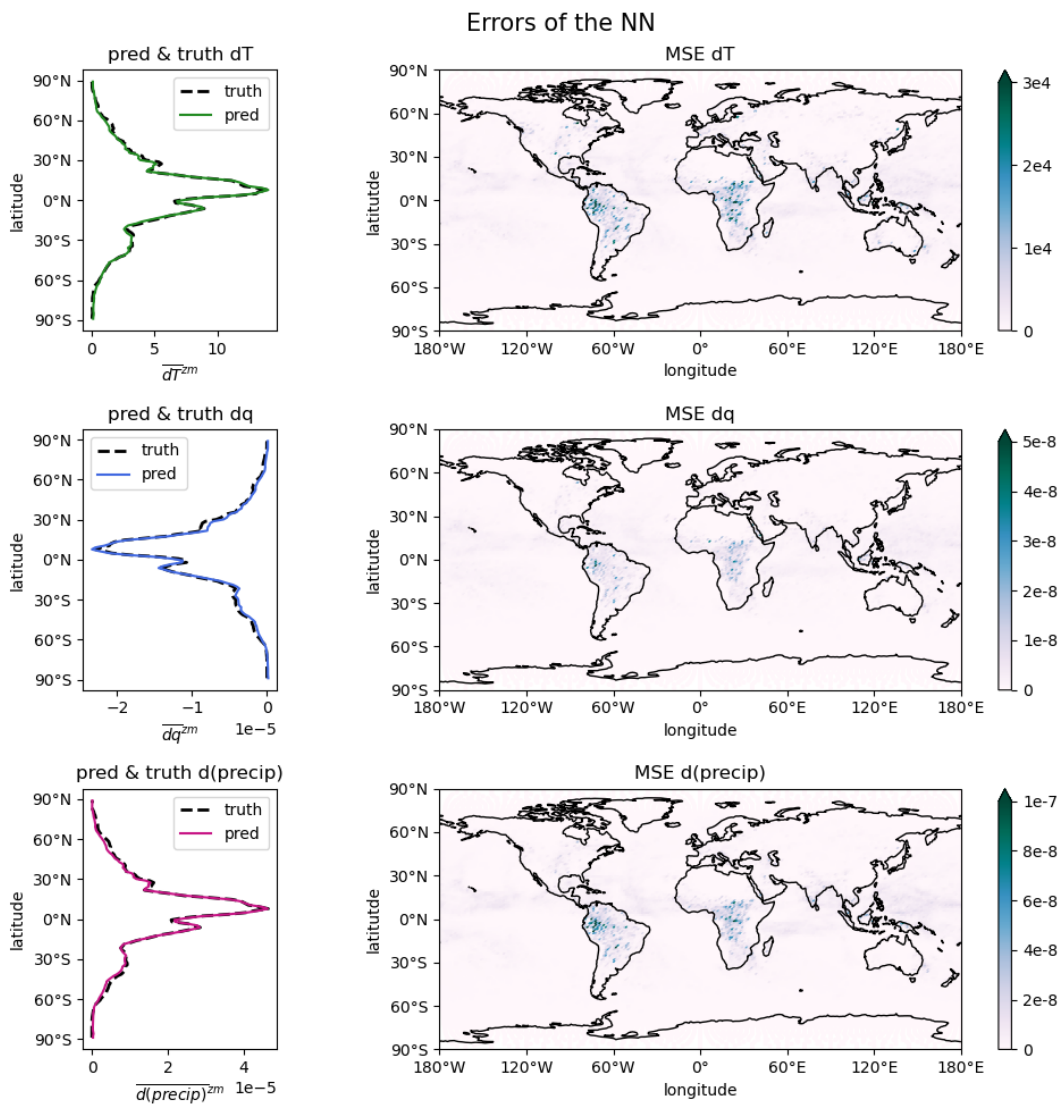 Errors of the NN
pred & truth dT
MSE dT
90°N
60°N
30°N
0°N
30°S
60°S
90°S
latitude
truth
pred
0
5
10
dT^zm
90°N
60°N
30°N
0°N
30°S
60°S
90°S
latitutde
180°W
120°W
60°W
0°
60°E
120°E
180°E
longitude
3e4
2e4
1e4
0
pred & truth dq
MSE dq
90°N
60°N
30°N
0°N
30°S
60°S
90°S
latitude
truth
pred
−2
−1
0
1e−5
dq^zm
90°N
60°N
30°N
0°N
30°S
60°S
90°S
latitutde
180°W
120°W
60°W
0°
60°E
120°E
180°E
longitude
5e-8
4e-8
3e-8
2e-8
1e-8
0
pred & truth d(precip)
MSE d(precip)
90°N
60°N
30°N
0°N
30°S
60°S
90°S
latitude
truth
pred
0
2
4
1e−5
d(precip)^zm
90°N
60°N
30°N
0°N
30°S
60°S
90°S
latitutde
180°W
120°W
60°W
0°
60°E
120°E
180°E
longitude
1e-7
8e-8
6e-8
4e-8
2e-8
0